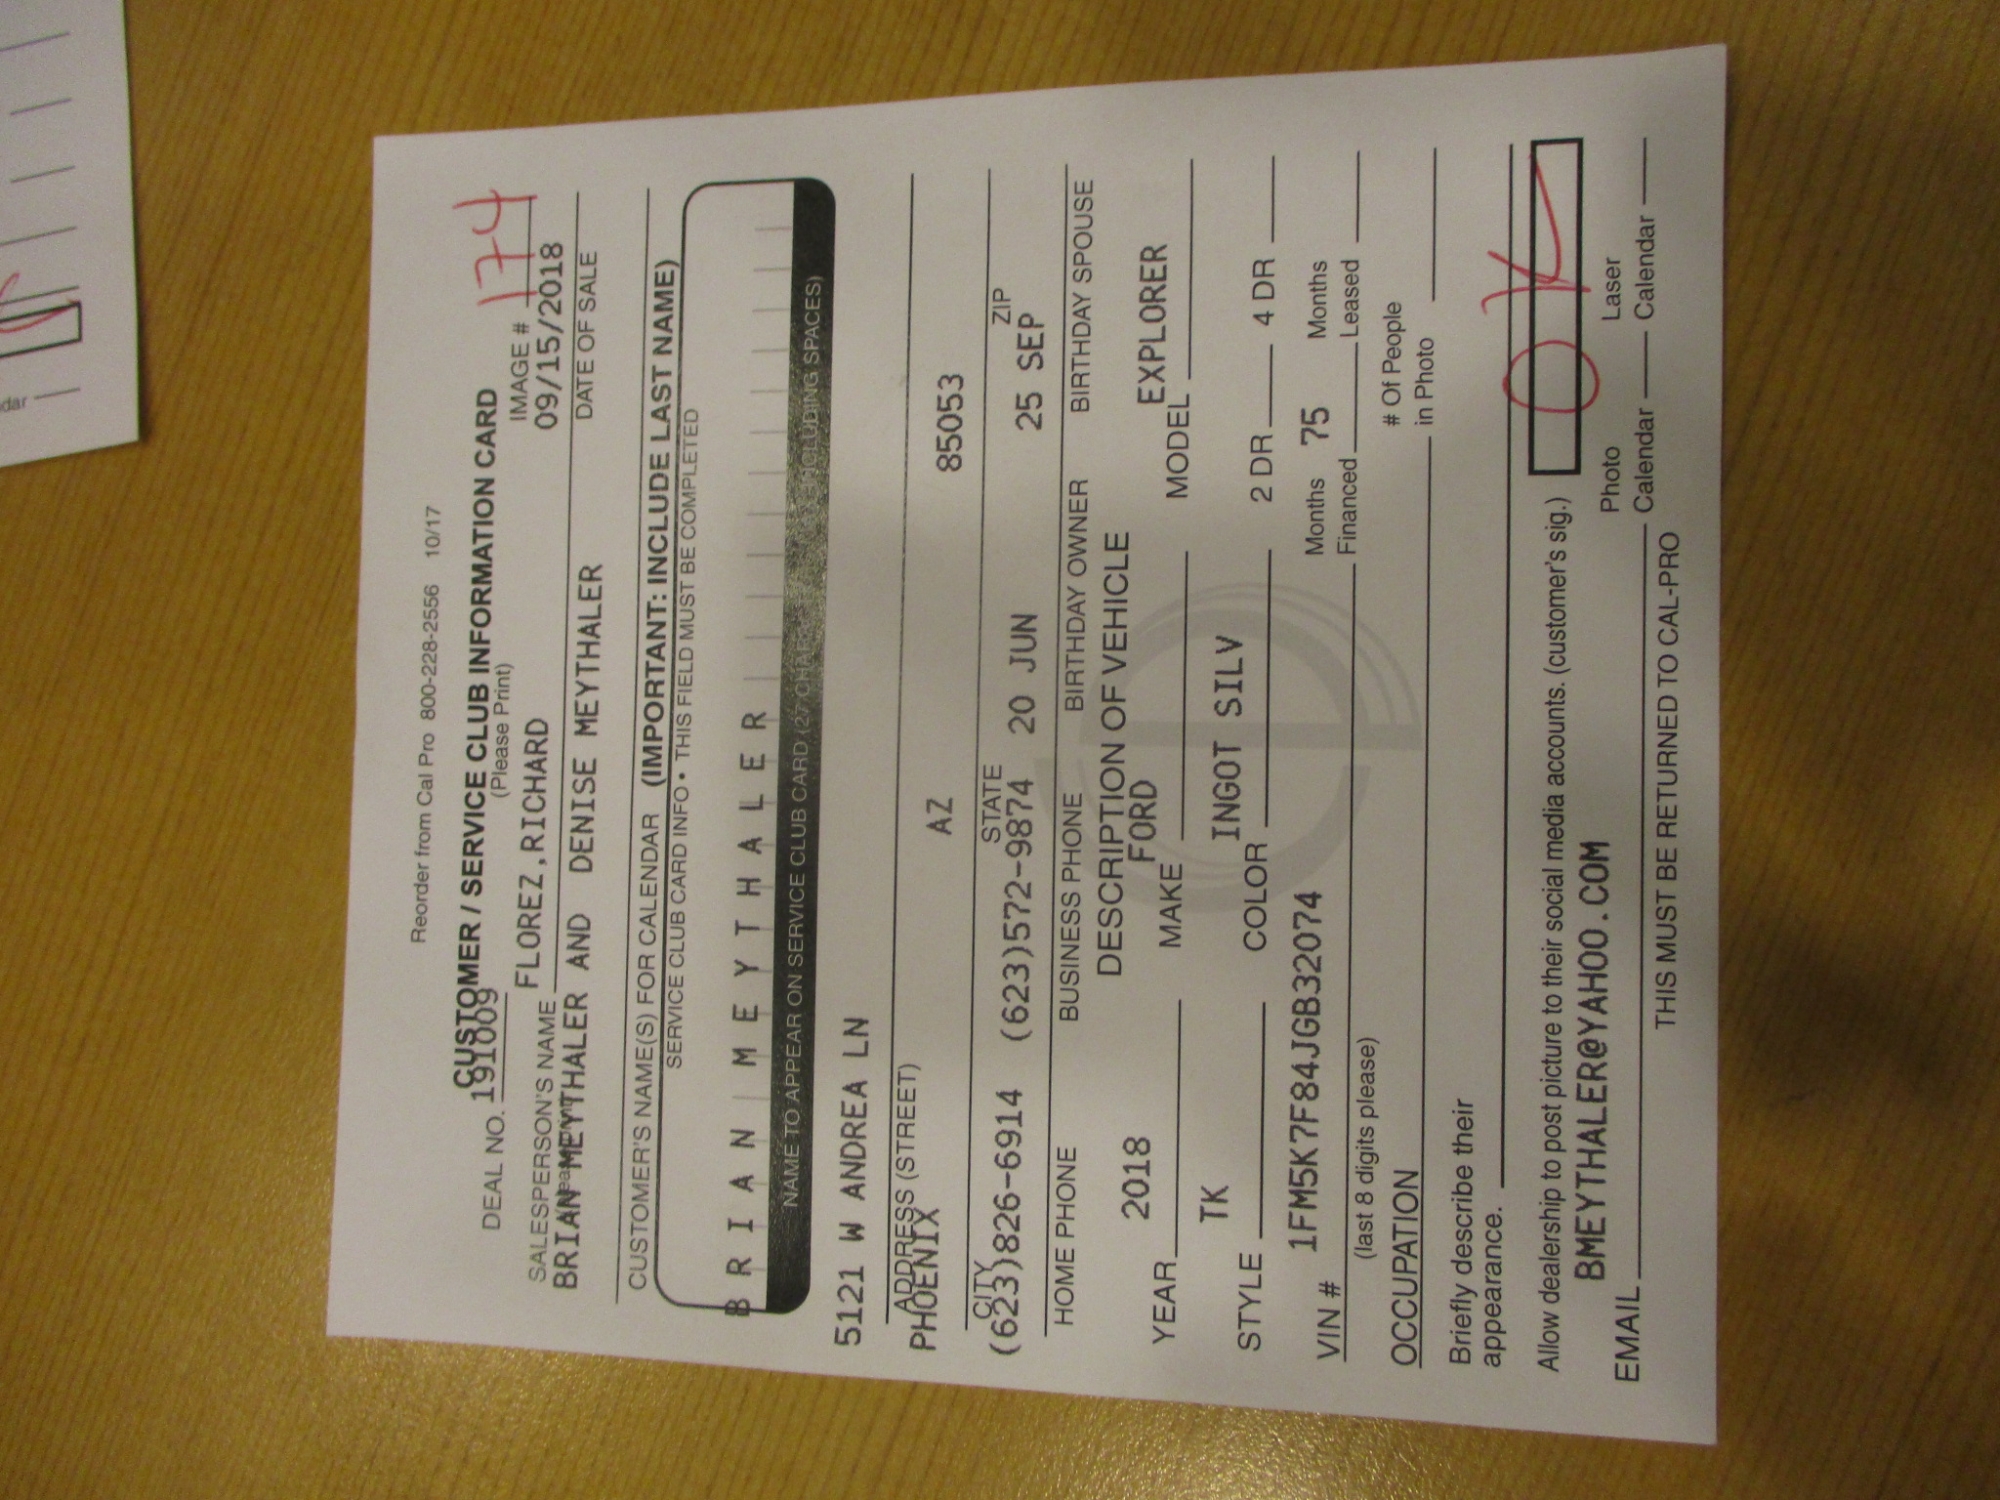 Reorder from Cal Pro 800-228-2556 10/17
CUSTOMER / SERVICE CLUB INFORMATION CARD
(Please Print)
DEAL NO. 191009 IMAGE # 174
FLOREZ,RICHARD 09/15/2018
SALESPERSON'S NAME DATE OF SALE
BRIAN MEYTHALER AND DENISE MEYTHALER
CUSTOMER'S NAME(S) FOR CALENDAR (IMPORTANT: INCLUDE LAST NAME)
SERVICE CLUB CARD INFO • THIS FIELD MUST BE COMPLETED
BRIAN MEYTHALER
NAME TO APPEAR ON SERVICE CLUB CARD (27 CHARACTERS INCLUDING SPACES)
5121 W ANDREA LN
ADDRESS (STREET)
PHOENIX AZ 85053
CITY STATE ZIP
(623)826-6914 (623)572-9874 20 JUN 25 SEP
HOME PHONE BUSINESS PHONE BIRTHDAY OWNER BIRTHDAY SPOUSE
DESCRIPTION OF VEHICLE
YEAR 2018 MAKE FORD MODEL EXPLORER
STYLE TK COLOR INGOT SILV 2 DR 4 DR
VIN # 1FM5K7F84JGB32074 Months Financed 75 Months Leased
(last 8 digits please)
OCCUPATION # Of People in Photo
Briefly describe their
appearance.
Allow dealership to post picture to their social media accounts. (customer's sig.) OK
EMAIL BMEYTHALER@YAHOO.COM Photo Calendar Laser Calendar Calendar
THIS MUST BE RETURNED TO CAL-PRO
dar